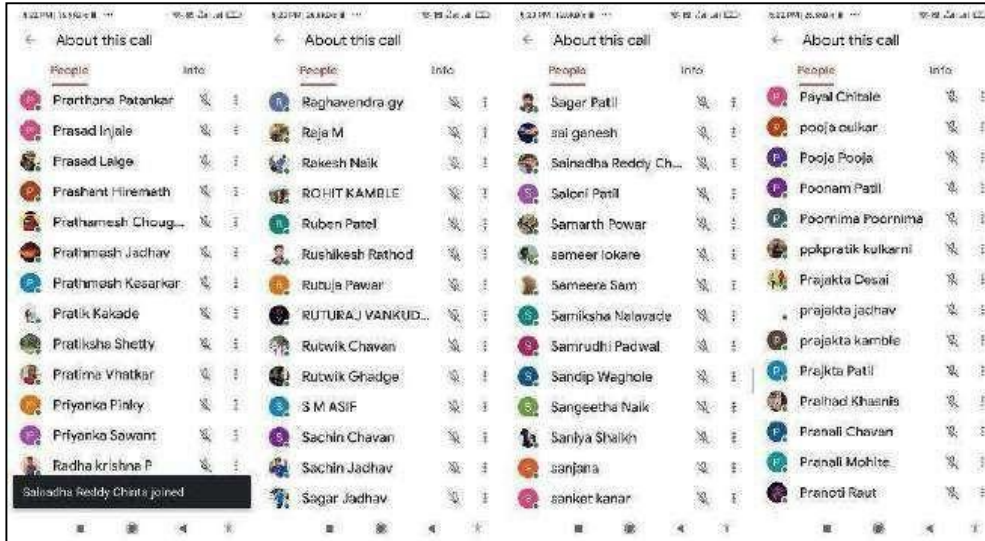 About this call
People Info
Prarthana Patankar
Prasad Injale
Prasad Laige
Prashant Hiremath
Prathamesh Choug...
Prathmesh Jadhav
Prathmesh Kasarkar
Pratik Kakade
Pratiksha Shetty
Pratima Vhatkar
Priyanka Pinky
Priyanka Sawant
Radha krishna P
Sainadha Reddy Chinta joined
About this call
People Info
Raghavendra gy
Raja M
Rakesh Naik
ROHIT KAMBLE
Ruben Patel
Rushikesh Rathod
Rutuja Pawar
RUTURAJ VANKUD...
Rutwik Chavan
Rutwik Ghadge
S M ASIF
Sachin Chavan
Sachin Jadhav
Sagar Jadhav
About this call
People Info
Sagar Patil
sai ganesh
Sainadha Reddy Ch...
Saloni Patil
Samarth Powar
sameer lokare
Sameera Sam
Samiksha Nalavade
Samrudhi Padwal
Sandip Waghole
Sangeetha Naik
Saniya Shaikh
sanjana
sanket kanar
About this call
People Info
Payal Chitale
pooja
Pooja Pooja
Poonam Patil
Poornima Poornima
pokpratik kulkarni
Prajakta Desai
prajakta jadhav
prajakta kamble
Prajkta Patil
Pralhad Khasnis
Pranali Chavan
Pranali Mohite
Pranoti Raut